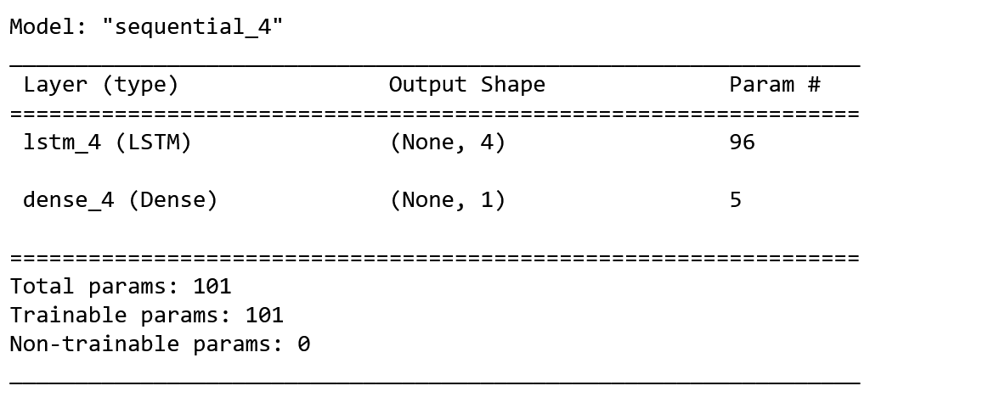 Model: "sequential_4"
_________________________________________________________________
Layer (type) Output Shape Param #
=================================================================
lstm_4 (LSTM) (None, 4) 96
dense_4 (Dense) (None, 1) 5
=================================================================
Total params: 101
Trainable params: 101
Non-trainable params: 0
_________________________________________________________________